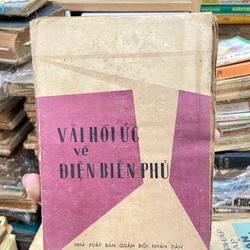 VÀI HỒI ỨC
về
ĐIỆN BIÊN PHỦ
NHÀ XUẤT BẢN QUÂN ĐỘI NHÂN DÂN